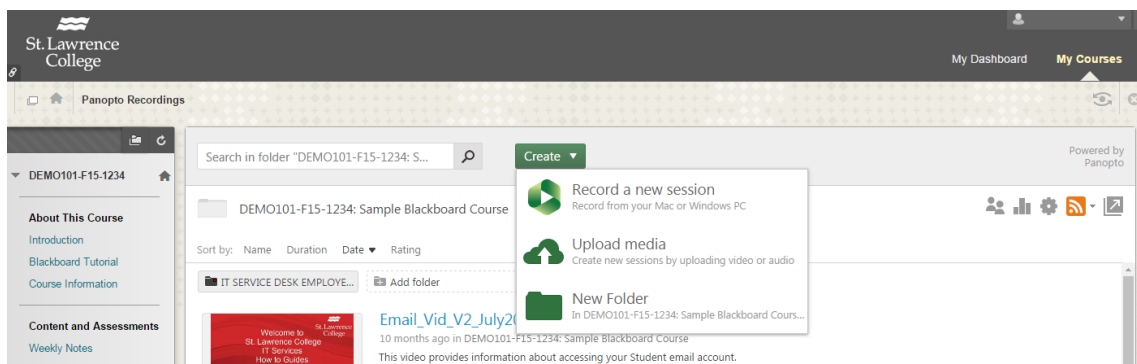 St. Lawrence
College
My Dashboard
My Courses
Panopto Recordings
Search in folder "DEMO101-F15-1234: S...
Create
Powered by
Panopto
DEMO101-F15-1234
About This Course
Introduction
Blackboard Tutorial
Course Information
Content and Assessments
Weekly Notes
DEMO101-F15-1234: Sample Blackboard Course
Record a new session
Record from your Mac or Windows PC
Upload media
Create new sessions by uploading video or audio
New Folder
In DEMO101-F15-1234: Sample Blackboard Cours...
Sort by: Name Duration Date Rating
IT SERVICE DESK EMPLOYE...
Add folder
St. Lawrence
College
Welcome to
St. Lawrence College
IT Services
How to Guides
Email_Vid_V2_July2
10 months ago in DEMO101-F15-1234: Sample Blackboard Course
This video provides information about accessing your Student email account.